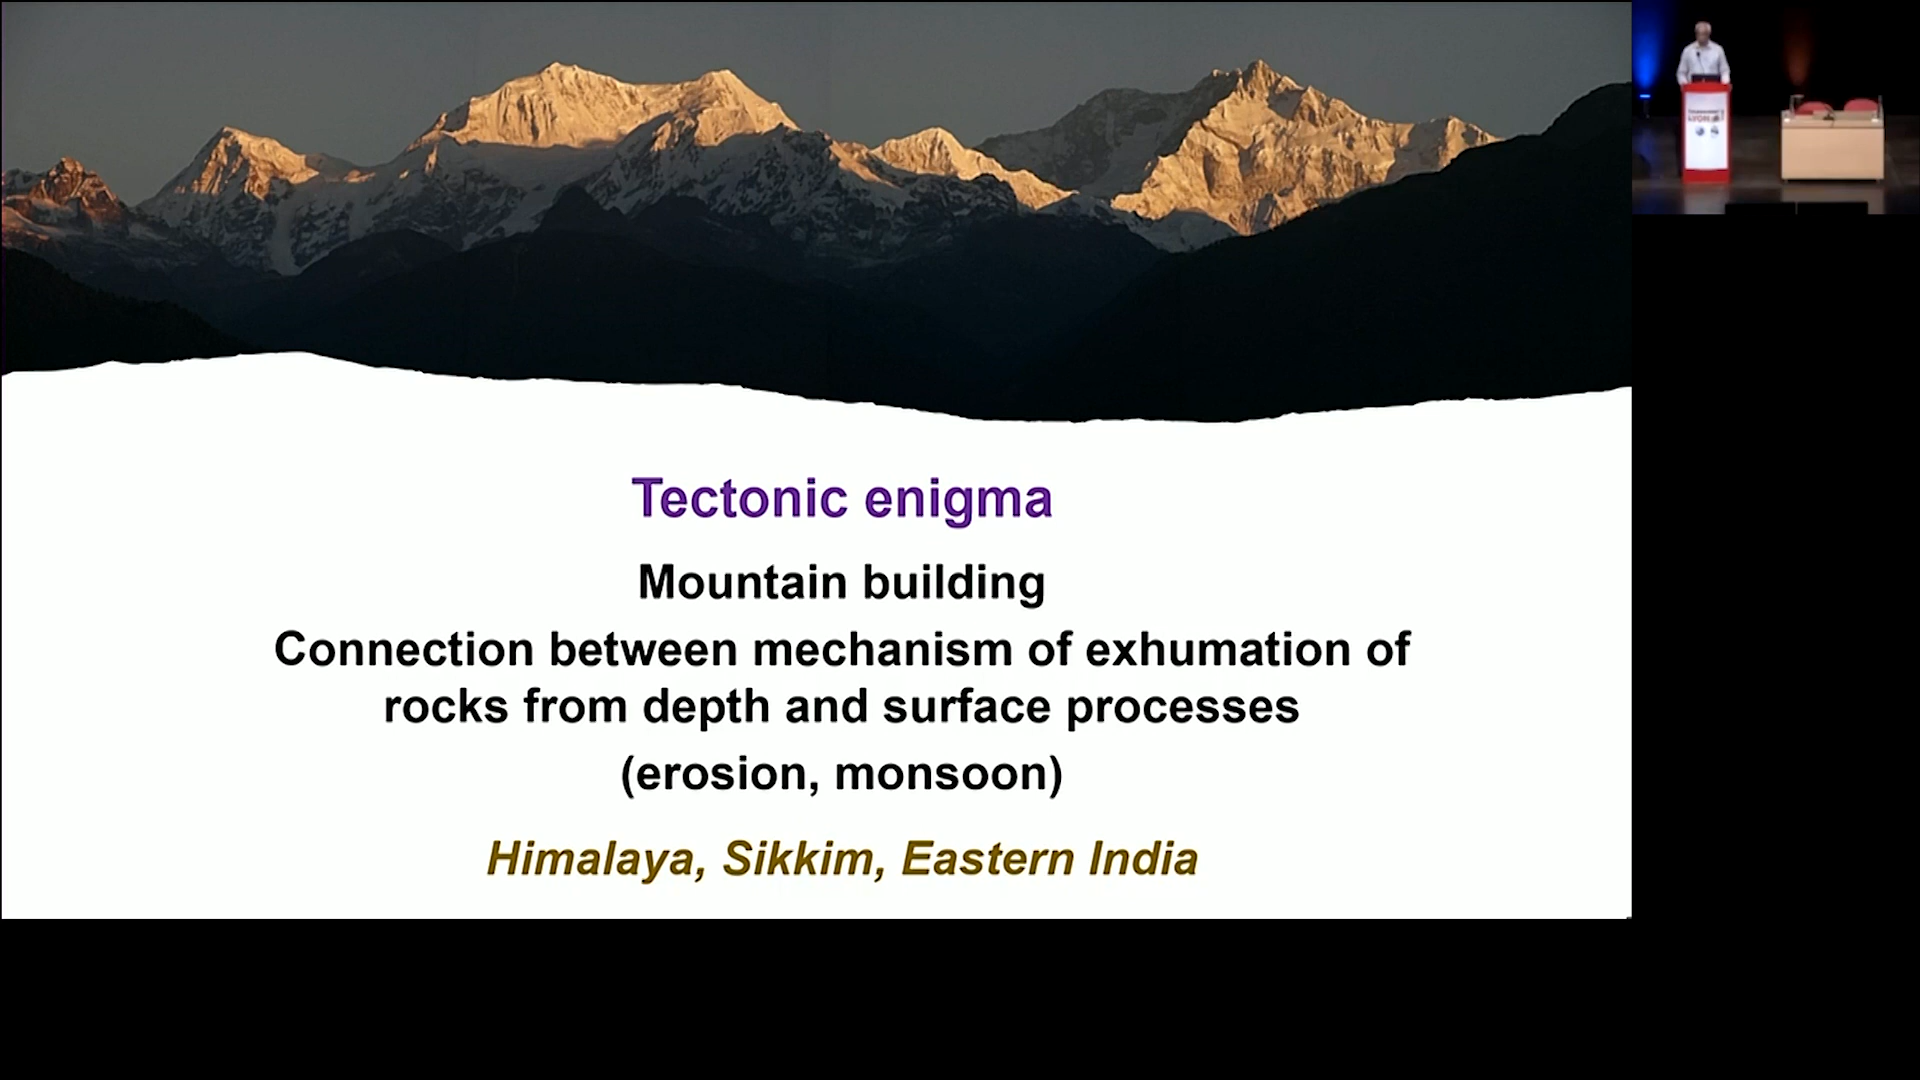 Tectonic enigma
Mountain building
Connection between mechanism of exhumation of
rocks from depth and surface processes
(erosion, monsoon)
Himalaya, Sikkim, Eastern India